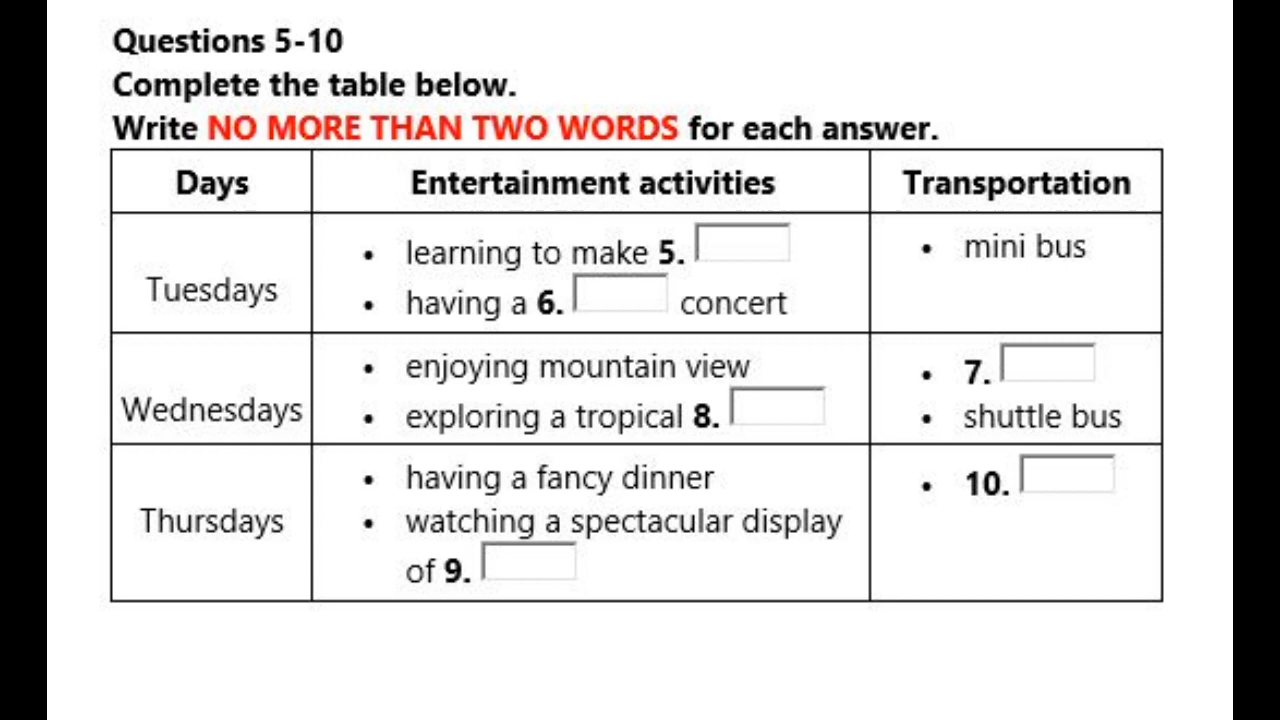 Questions 5-10
Complete the table below.
Write NO MORE THAN TWO WORDS for each answer.
Days Entertainment activities Transportation
Tuesdays
• learning to make 5.
• having a 6. concert
• mini bus
Wednesdays
• enjoying mountain view
• exploring a tropical 8.
• 7.
• shuttle bus
Thursdays
• having a fancy dinner
• watching a spectacular display
of 9.
• 10.